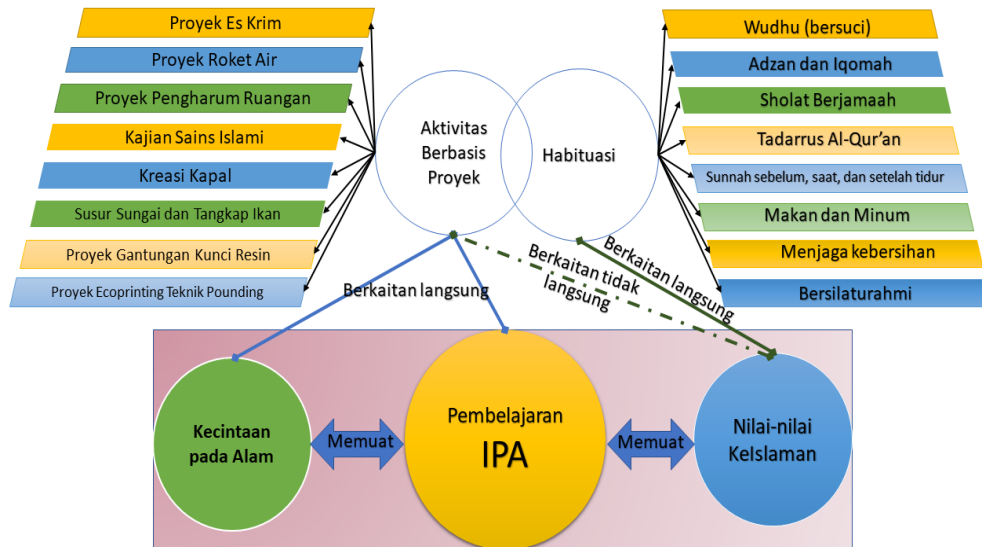 Proyek Es Krim
Proyek Roket Air
Proyek Pengharum Ruangan
Kajian Sains Islami
Kreasi Kapal
Susur Sungai dan Tangkap Ikan
Proyek Gantungan Kunci Resin
Proyek Ecoprinting Teknik Pounding
Aktivitas
Berbasis
Proyek
Habituasi
Wudhu (bersuci)
Adzan dan Iqomah
Sholat Berjamaah
Tadarrus Al-Qur'an
Sunnah sebelum, saat, dan setelah tidur
Makan dan Minum
Menjaga kebersihan
Bersilaturahmi
Berkaitan langsung
Berkaitan tidak
langsung
Berkaitan langsung
Kecintaan
pada Alam
Memuat
Pembelajaran
IPA
Memuat
Nilai-nilai
KeIslaman